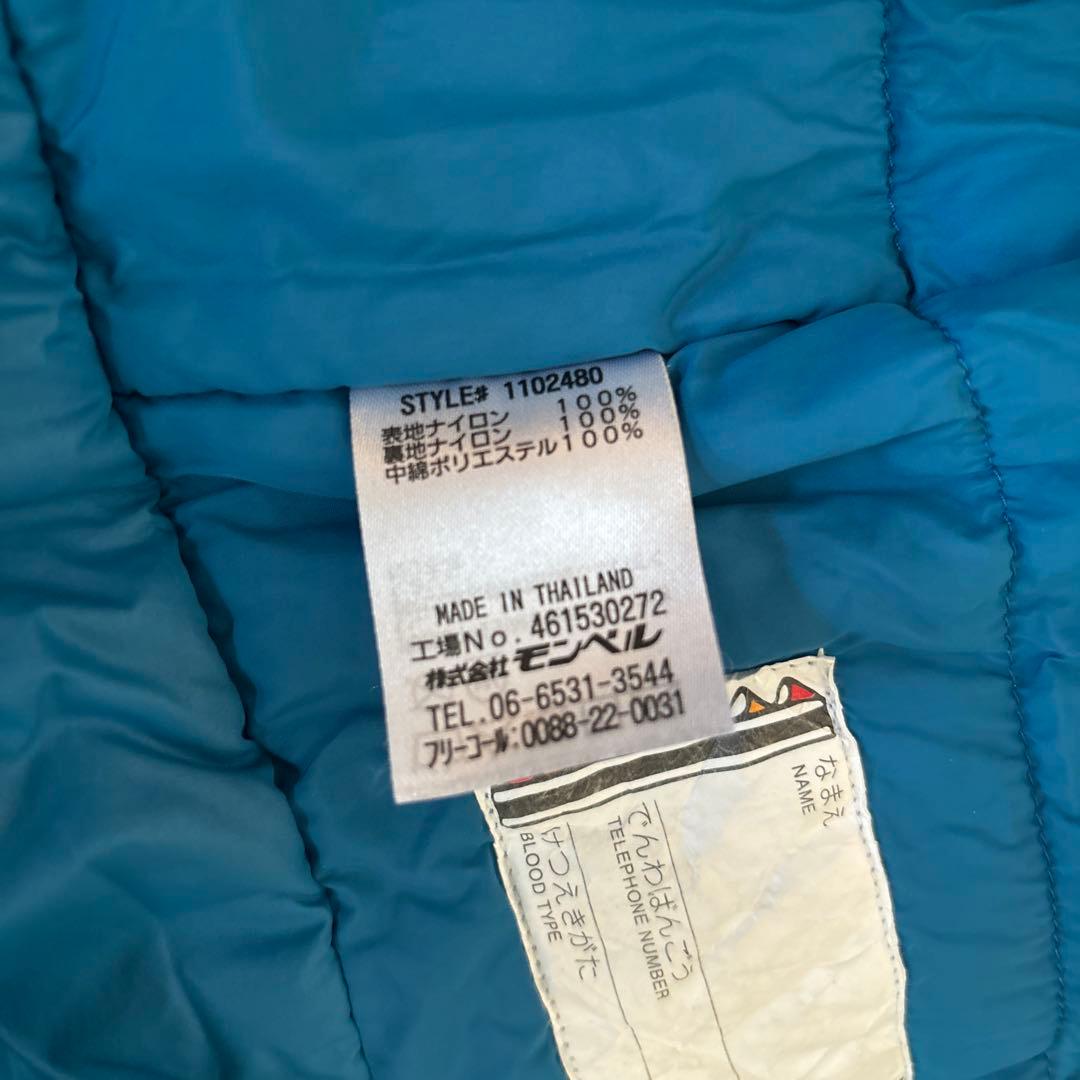 STYLE# 1102480
表地ナイロン 100%
裏地ナイロン 100%
中綿ポリエステル100%
MADE IN THAILAND
工場No. 461530272
株式会社 モンベル
TEL.06-6531-3544
フリーコール:0088-22-0031
なまえ
NAME
でんわばんごう
TELEPHONE NUMBER
けつえきがた
BLOOD TYPE